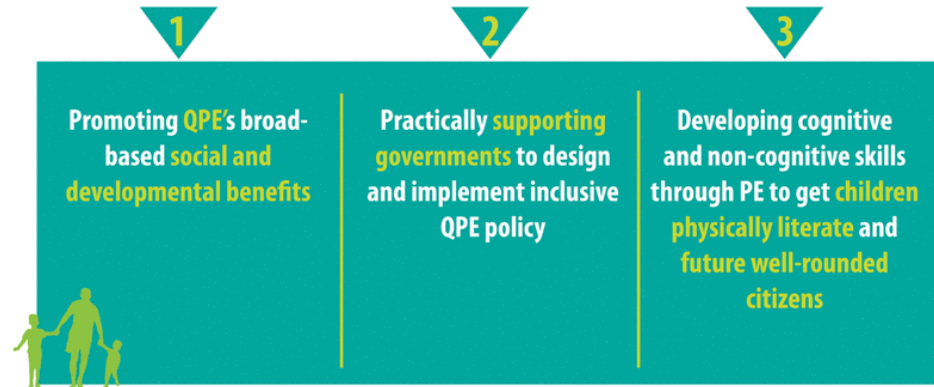 1
Promoting QPE's broad-
based social and
developmental benefits
2
Practically supporting
governments to design
and implement inclusive
QPE policy
3
Developing cognitive
and non-cognitive skills
through PE to get children
physically literate and
future well-rounded
citizens